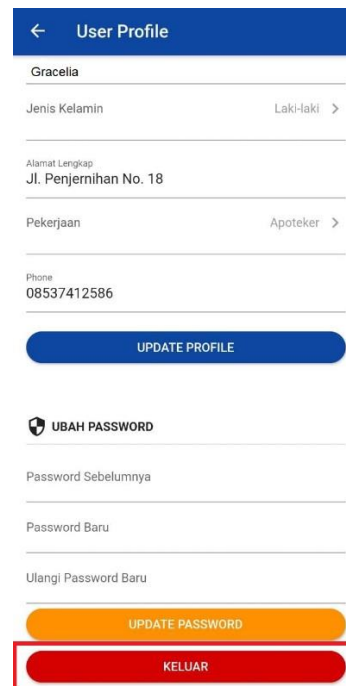 User Profile
Gracelia
Jenis Kelamin Laki-laki
Alamat Lengkap
Jl. Penjernihan No. 18
Pekerjaan Apoteker
Phone
08537412586
UPDATE PROFILE
UBAH PASSWORD
Password Sebelumnya
Password Baru
Ulangi Password Baru
UPDATE PASSWORD
KELUAR